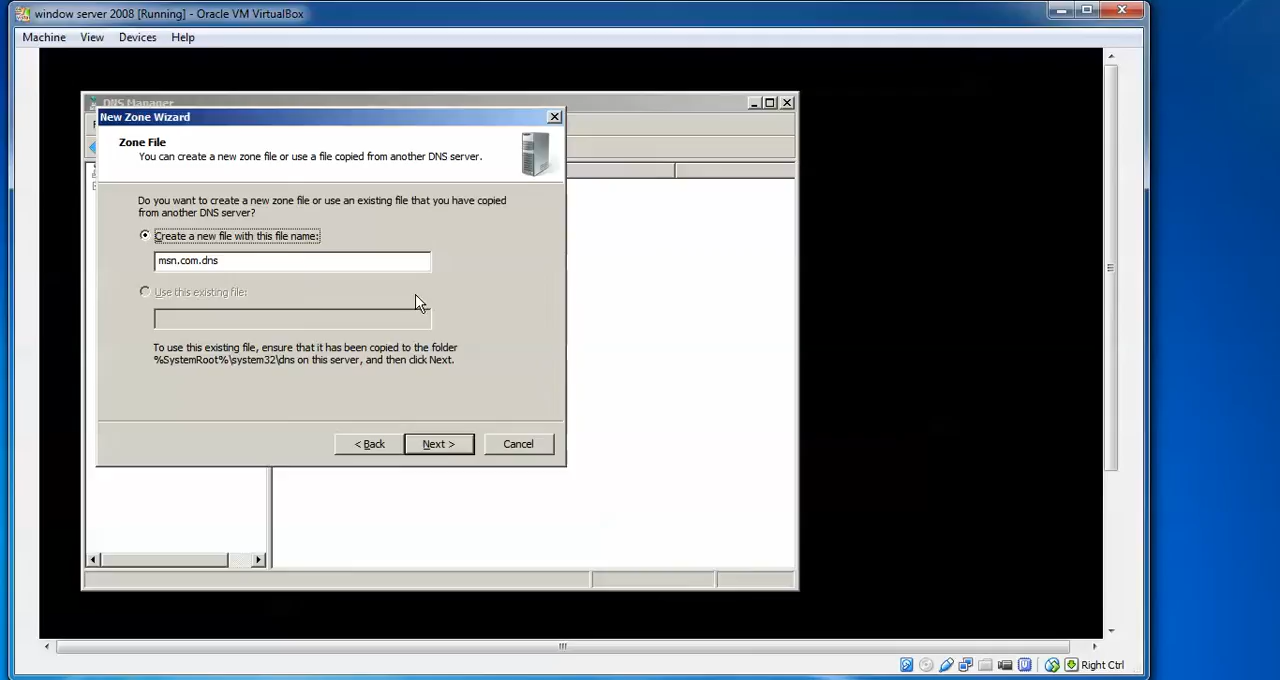 window server 2008 [Running] - Oracle VM VirtualBox
Machine View Devices Help
DNS Manager
New Zone Wizard
Zone File
You can create a new zone file or use a file copied from another DNS server.
Do you want to create a new zone file or use an existing file that you have copied
from another DNS server?
Create a new file with this file name:
msn.com.dns
Use this existing file:
To use this existing file, ensure that it has been copied to the folder
%SystemRoot%\system32\dns on this server, and then click Next.
< Back Next > Cancel
Right Ctrl